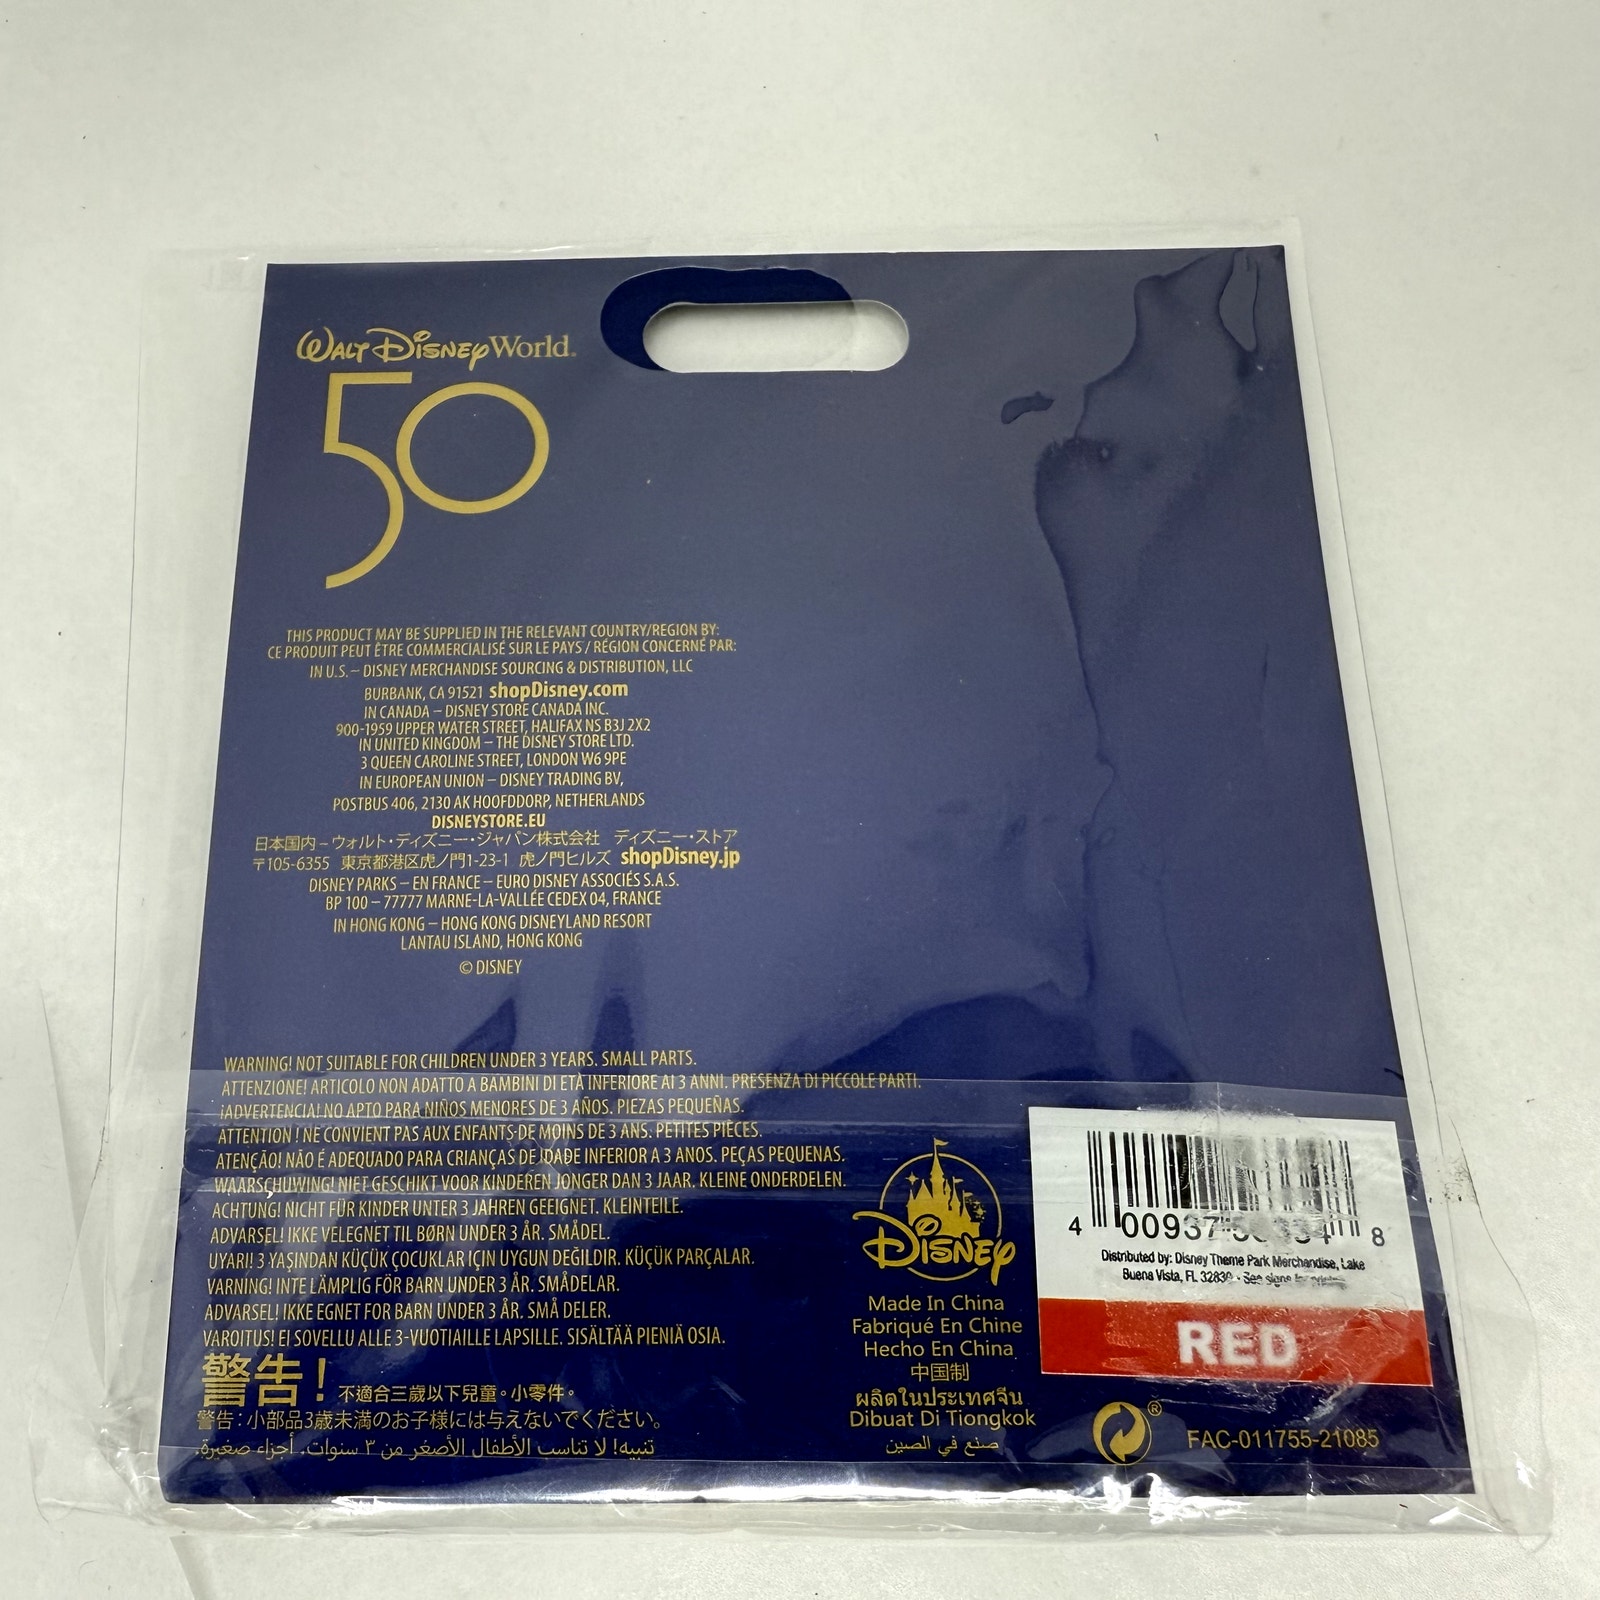 WALT DISNEY World.
50
THIS PRODUCT MAY BE SUPPLIED IN THE RELEVANT COUNTRY/REGION BY:
CE PRODUIT PEUT ÊTRE COMMERCIALISÉ SUR LE PAYS / RÉGION CONCERNÉ PAR:
IN U.S. – DISNEY MERCHANDISE SOURCING & DISTRIBUTION, LLC
BURBANK, CA 91521 shopDisney.com
IN CANADA – DISNEY STORE CANADA INC.
900-1959 UPPER WATER STREET, HALIFAX NS B3J 2X2
IN UNITED KINGDOM – THE DISNEY STORE LTD.
3 QUEEN CAROLINE STREET, LONDON W6 9PE
IN EUROPEAN UNION – DISNEY TRADING BV,
POSTBUS 406, 2130 AK HOOFDDORP, NETHERLANDS
DISNEYSTORE.EU
日本国内 – ウォルト・ディズニー・ジャパン株式会社 ディズニー・ストア
〒105-6355 東京都港区虎ノ門1-23-1 虎ノ門ヒルズ shopDisney.jp
DISNEY PARKS – EN FRANCE – EURO DISNEY ASSOCIÉS S.A.S.
BP 100 – 77777 MARNE-LA-VALLÉE CEDEX 04, FRANCE
IN HONG KONG – HONG KONG DISNEYLAND RESORT
LANTAU ISLAND, HONG KONG
© DISNEY
WARNING! NOT SUITABLE FOR CHILDREN UNDER 3 YEARS. SMALL PARTS.
ATTENZIONE! ARTICOLO NON ADATTO A BAMBINI DI ETÀ INFERIORE AI 3 ANNI. PRESENZA DI PICCOLE PARTI.
¡ADVERTENCIA! NO APTO PARA NIÑOS MENORES DE 3 AÑOS. PIEZAS PEQUEÑAS.
ATTENTION ! NE CONVIENT PAS AUX ENFANTS DE MOINS DE 3 ANS. PETITES PIÈCES.
ATENÇÃO! NÃO É ADEQUADO PARA CRIANÇAS DE IDADE INFERIOR A 3 ANOS. PEÇAS PEQUENAS.
WAARSCHUWING! NIET GESCHIKT VOOR KINDEREN JONGER DAN 3 JAAR. KLEINE ONDERDELEN.
ACHTUNG! NICHT FÜR KINDER UNTER 3 JAHREN GEEIGNET. KLEINTEILE.
ADVARSEL! IKKE VELEGNET TIL BØRN UNDER 3 ÅR. SMÅDEL.
UYARI! 3 YAŞINDAN KÜÇÜK ÇOCUKLAR IÇIN UYGUN DEĞILDIR. KÜÇÜK PARÇALAR.
VARNING! INTE LÄMPLIG FÖR BARN UNDER 3 ÅR. SMÅDELAR.
ADVARSEL! IKKE EGNET FOR BARN UNDER 3 ÅR. SMÅ DELER.
VAROITUS! EI SOVELLU ALLE 3-VUOTIAILLE LAPSILLE. SISÄLTÄÄ PIENIÄ OSIA.
警告! 不適合三歲以下兒童。小零件。
警告:小部品3歳未満のお子様には与えないでください。
تنبيه! لا تناسب الأطفال الأصغر من ٣ سنوات. أجزاء صغيرة.
DISNEY
Made In China
Fabriqué En Chine
Hecho En China
中国制
ผลิตในประเทศจีน
Dibuat Di Tiongkok
صنع في الصين
4 00937 8
Distributed by: Disney Theme Park Merchandise, Lake
Buena Vista, FL 32830 - See signs for
RED
®
FAC-011755-21085